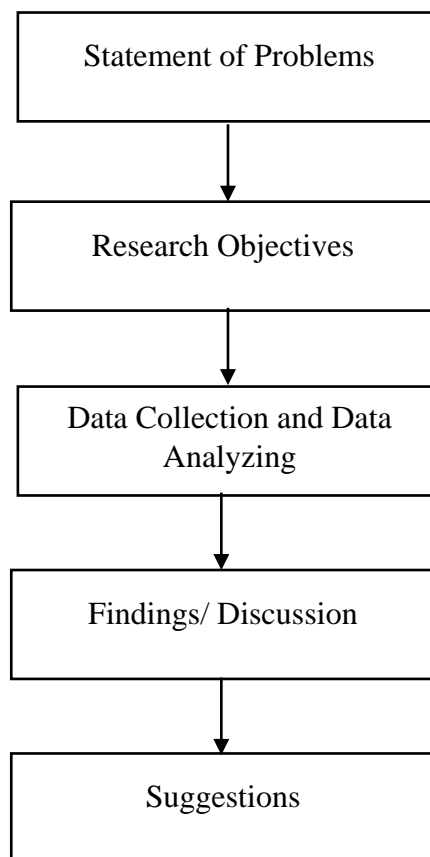 Statement of Problems
Research Objectives
Data Collection and Data
Analyzing
Findings/ Discussion
Suggestions